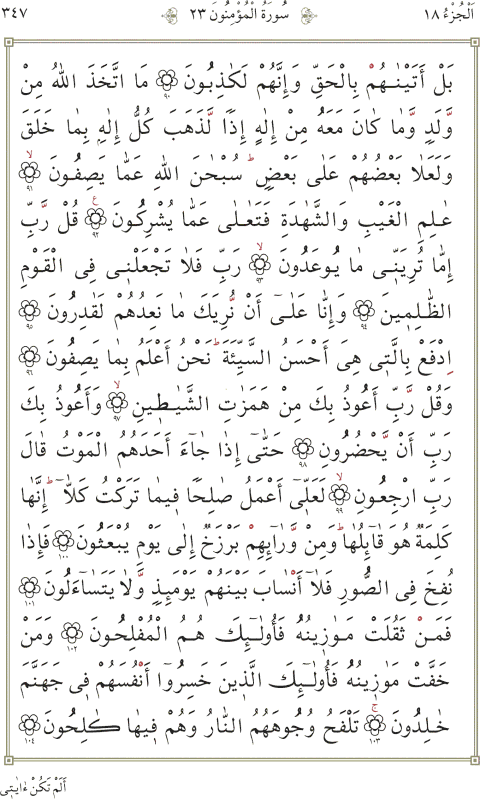 اَلْجُزْءُ ١٨ سُورَةُ الْمُؤْمِنُونَ ٢٣ ٣٤٧
بَلْ أَتَيْنٰهُمْ بِالْحَقِّ وَإِنَّهُمْ لَكٰذِبُونَ ٩٠ مَا اتَّخَذَ اللّٰهُ مِنْ
وَّلَدٍ وَّمَا كَانَ مَعَهُ مِنْ إِلٰهٍ إِذًا لَّذَهَبَ كُلُّ إِلٰهٍ بِمَا خَلَقَ
وَلَعَلَا بَعْضُهُمْ عَلٰى بَعْضٍ ۗ سُبْحٰنَ اللّٰهِ عَمَّا يَصِفُونَ ۙ ٩١
عٰلِمِ الْغَيْبِ وَالشَّهٰدَةِ فَتَعٰلٰى عَمَّا يُشْرِكُونَ ع ٩٢ قُلْ رَّبِّ
إِمَّا تُرِيَنِّى مَا يُوعَدُونَ ۙ ٩٣ رَبِّ فَلَا تَجْعَلْنِى فِى الْقَوْمِ
الظّٰلِمِينَ ٩٤ وَإِنَّا عَلٰىٓ أَنْ نُّرِيَكَ مَا نَعِدُهُمْ لَقٰدِرُونَ ٩٥
اِدْفَعْ بِالَّتِى هِىَ أَحْسَنُ السَّيِّئَةَ ۗ نَحْنُ أَعْلَمُ بِمَا يَصِفُونَ ٩٦
وَقُلْ رَّبِّ أَعُوذُ بِكَ مِنْ هَمَزٰتِ الشَّيٰطِينِ ۙ ٩٧ وَأَعُوذُ بِكَ
رَبِّ أَنْ يَّحْضُرُونِ ٩٨ حَتّٰىٓ إِذَا جَآءَ أَحَدَهُمُ الْمَوْتُ قَالَ
رَبِّ ارْجِعُونِ ۙ ٩٩ لَعَلِّىٓ أَعْمَلُ صٰلِحًا فِيمَا تَرَكْتُ كَلَّآ ۗ إِنَّهَا
كَلِمَةٌ هُوَ قَآئِلُهَا ۗ وَمِنْ وَّرَآئِهِمْ بَرْزَخٌ إِلٰى يَوْمِ يُبْعَثُونَ ١٠٠ فَإِذَا
نُفِخَ فِى الصُّورِ فَلَآ أَنْسَابَ بَيْنَهُمْ يَوْمَئِذٍ وَّلَا يَتَسَآءَلُونَ ١٠١
فَمَنْ ثَقُلَتْ مَوٰزِينُهُ فَأُولٰٓئِكَ هُمُ الْمُفْلِحُونَ ١٠٢ وَمَنْ
خَفَّتْ مَوٰزِينُهُ فَأُولٰٓئِكَ الَّذِينَ خَسِرُوٓا أَنْفُسَهُمْ فِى جَهَنَّمَ
خٰلِدُونَ ج ١٠٣ تَلْفَحُ وُجُوهَهُمُ النَّارُ وَهُمْ فِيهَا كٰلِحُونَ ١٠٤
اَلَمْ تَكُنْ ءَايٰتِى